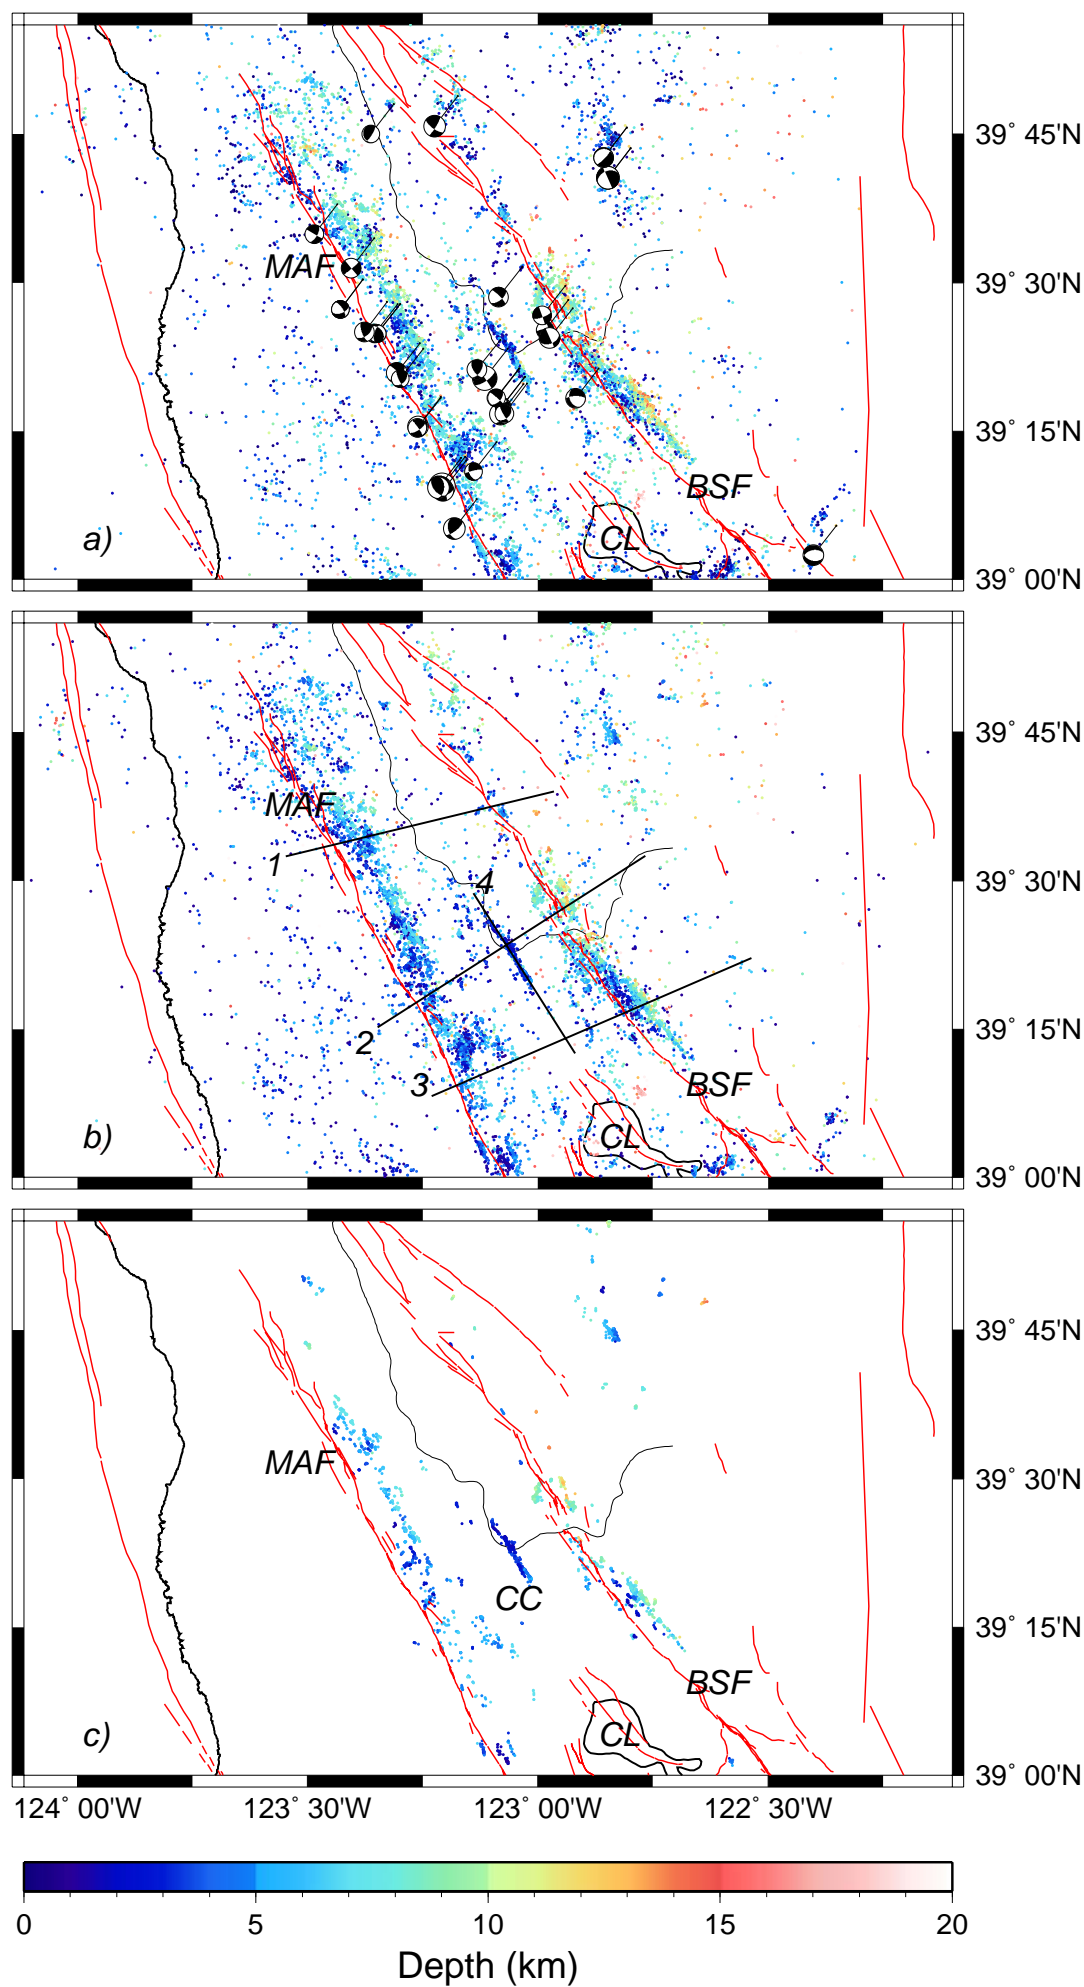 39° 45'N
39° 30'N
MAF
39° 15'N
BSF
a)
CL
39° 00'N
39° 45'N
MAF
1
4
39° 30'N
2
39° 15'N
3
BSF
b)
CL
39° 00'N
39° 45'N
MAF
39° 30'N
CC
39° 15'N
BSF
c)
CL
39° 00'N
124° 00'W 123° 30'W 123° 00'W 122° 30'W
0 5 10 15 20
Depth (km)